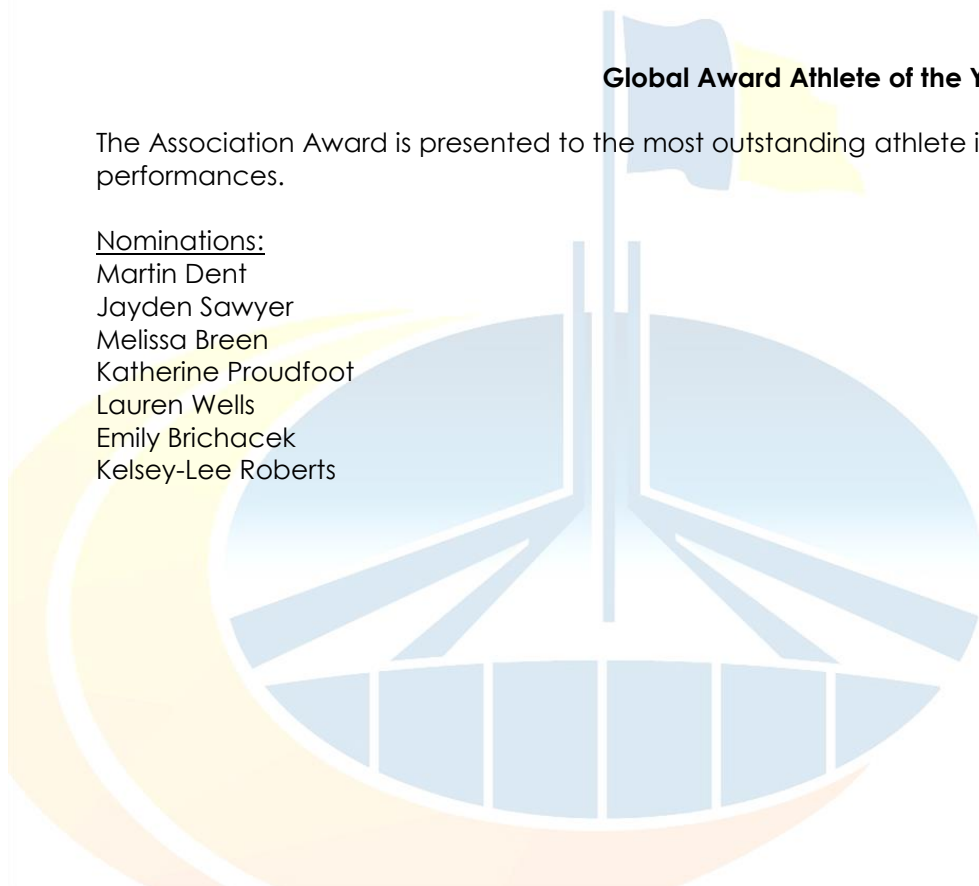 Global Award Athlete of the Y
The Association Award is presented to the most outstanding athlete i
performances.
Nominations:
Martin Dent
Jayden Sawyer
Melissa Breen
Katherine Proudfoot
Lauren Wells
Emily Brichacek
Kelsey-Lee Roberts